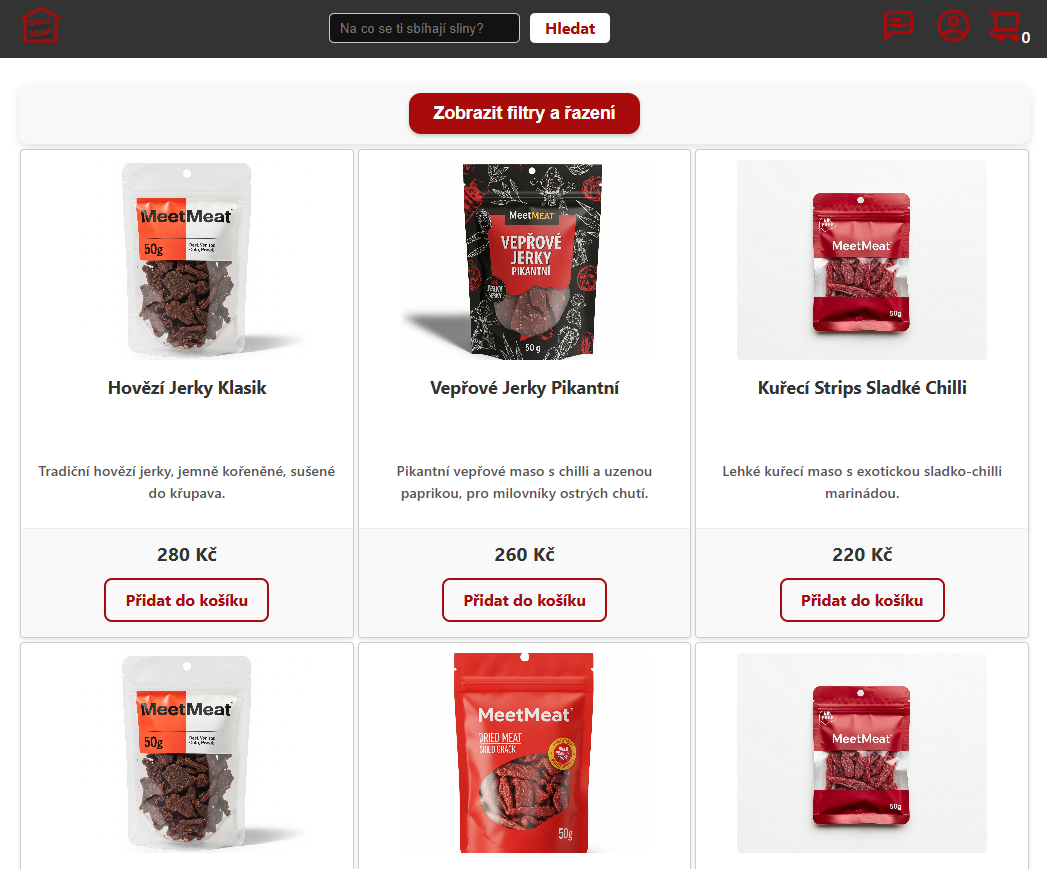 Na co se ti sbíhají sliny?
Hledat
0
Zobrazit filtry a řazení
MeetMeat
50g
MeetMeat
VEPŘOVÉ
JERKY
PIKANTNÍ
50 g
MeetMeat
50g
Hovězí Jerky Klasik
Vepřové Jerky Pikantní
Kuřecí Strips Sladké Chilli
Tradiční hovězí jerky, jemně kořeněné, sušené
do křupava.
Pikantní vepřové maso s chilli a uzenou
paprikou, pro milovníky ostrých chutí.
Lehké kuřecí maso s exotickou sladko-chilli
marinádou.
280 Kč
260 Kč
220 Kč
Přidat do košíku
Přidat do košíku
Přidat do košíku
MeetMeat
50g
MeetMeat
DRIED MEAT
50g
MeetMeat
50g